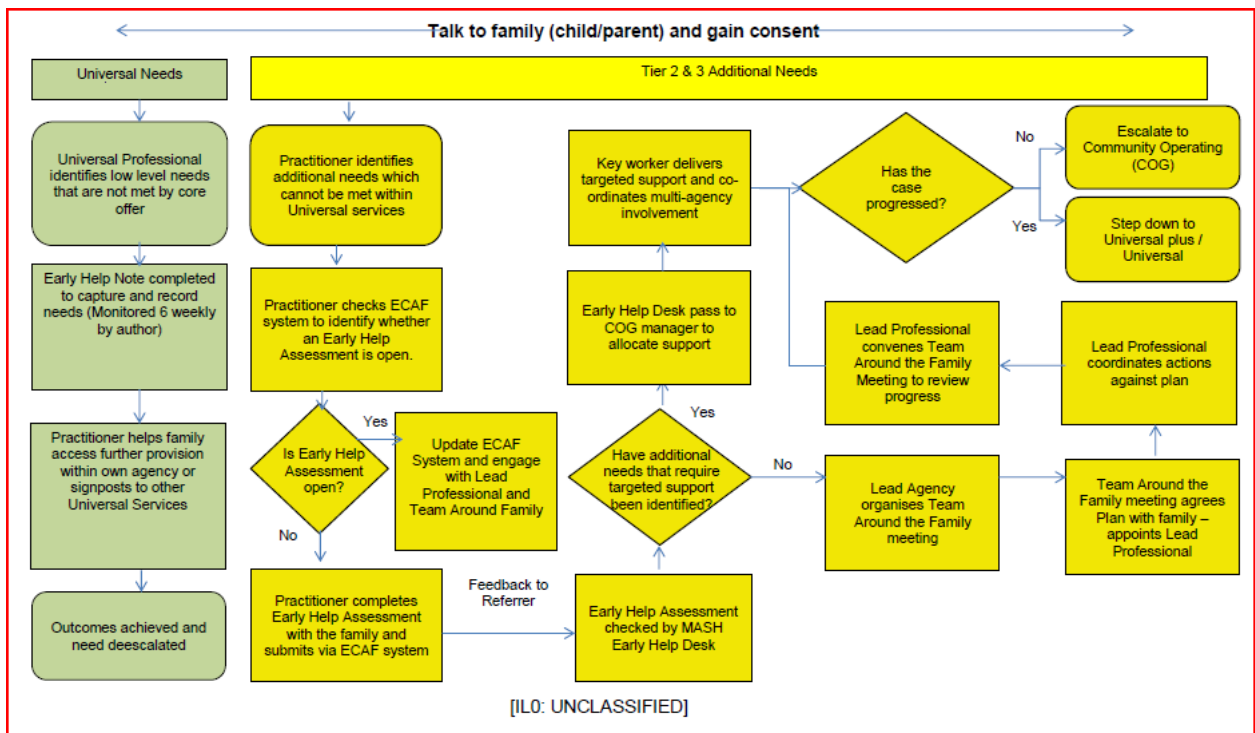 Talk to family (child/parent) and gain consent
Universal Needs
Tier 2 & 3 Additional Needs
Universal Professional
identifies low level needs
that are not met by core
offer
Early Help Note completed
to capture and record
needs (Monitored 6 weekly
by author)
Practitioner helps family
access further provision
within own agency or
signposts to other
Universal Services
Outcomes achieved and
need deescalated
Practitioner identifies
additional needs which
cannot be met within
Universal services
Practitioner checks ECAF
system to identify whether
an Early Help
Assessment is open.
Is Early Help
Assessment
open?
Yes
Update ECAF
System and engage
with Lead
Professional and
Team Around Family
No
Practitioner completes
Early Help Assessment
with the family and
submits via ECAF system
Feedback to
Referrer
Early Help Assessment
checked by MASH
Early Help Desk
Have additional
needs that require
targeted support
been identified?
Yes
Early Help Desk pass to
COG manager to
allocate support
Key worker delivers
targeted support and co-
ordinates multi-agency
involvement
No
Lead Agency
organises Team
Around the Family
meeting
Team Around the
Family meeting agrees
Plan with family –
appoints Lead
Professional
Lead Professional
coordinates actions
against plan
Lead Professional
convenes Team
Around the Family
Meeting to review
progress
Has the
case
progressed?
No
Escalate to
Community Operating
(COG)
Yes
Step down to
Universal plus /
Universal
[IL0: UNCLASSIFIED]